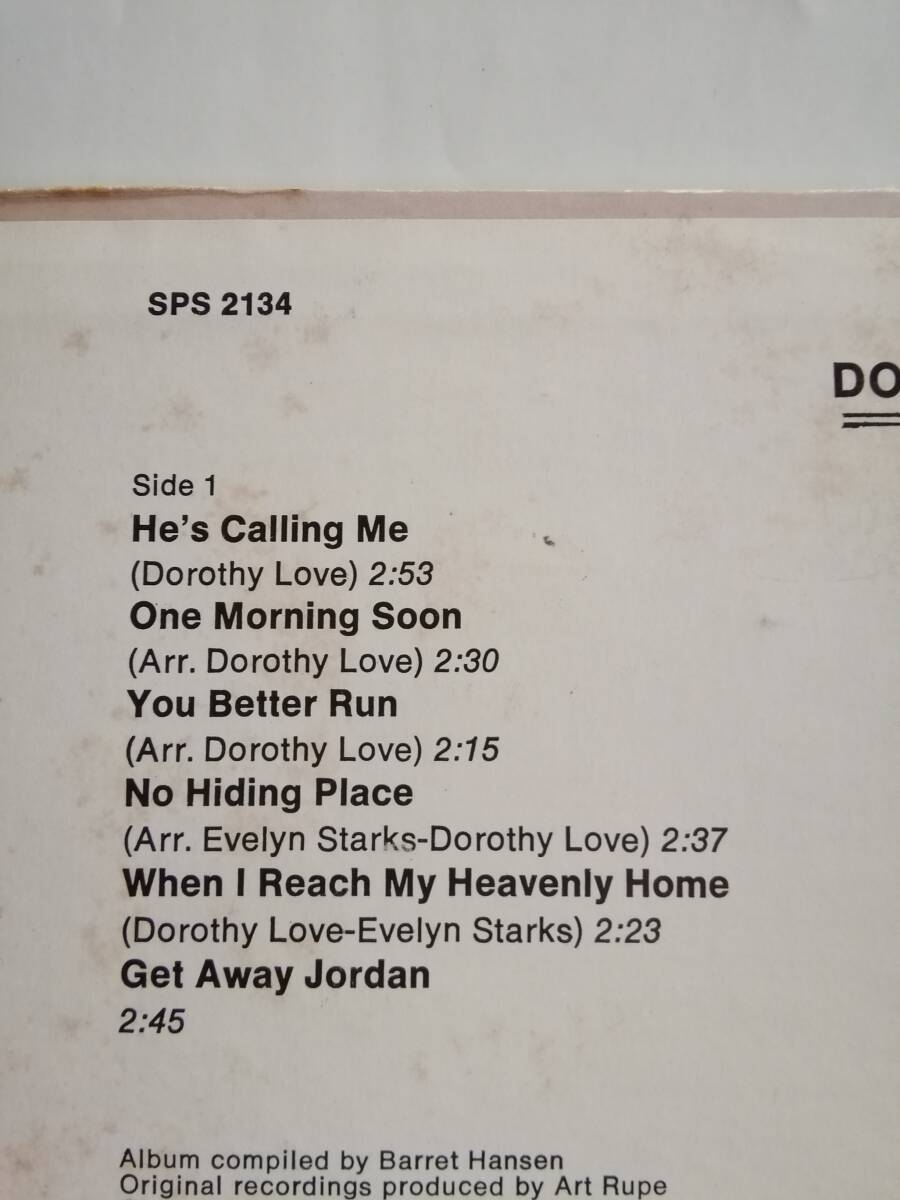 SPS 2134
DO
Side 1
He's Calling Me
(Dorothy Love) 2:53
One Morning Soon
(Arr. Dorothy Love) 2:30
You Better Run
(Arr. Dorothy Love) 2:15
No Hiding Place
(Arr. Evelyn Starks-Dorothy Love) 2:37
When I Reach My Heavenly Home
(Dorothy Love-Evelyn Starks) 2:23
Get Away Jordan
2:45
Album compiled by Barret Hansen
Original recordings produced by Art Rupe